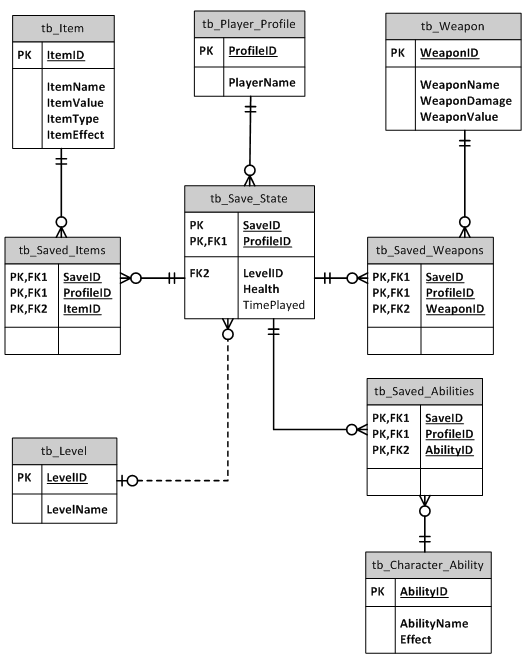 tb_Item
PK ItemID
ItemName
ItemValue
ItemType
ItemEffect
tb_Player_Profile
PK ProfileID
PlayerName
tb_Weapon
PK WeaponID
WeaponName
WeaponDamage
WeaponValue
tb_Saved_Items
PK,FK1 SaveID
PK,FK1 ProfileID
PK,FK2 ItemID
tb_Save_State
PK SaveID
PK,FK1 ProfileID
FK2 LevelID
Health
TimePlayed
tb_Saved_Weapons
PK,FK1 SaveID
PK,FK1 ProfileID
PK,FK2 WeaponID
tb_Saved_Abilities
PK,FK1 SaveID
PK,FK1 ProfileID
PK,FK2 AbilityID
tb_Level
PK LevelID
LevelName
tb_Character_Ability
PK AbilityID
AbilityName
Effect